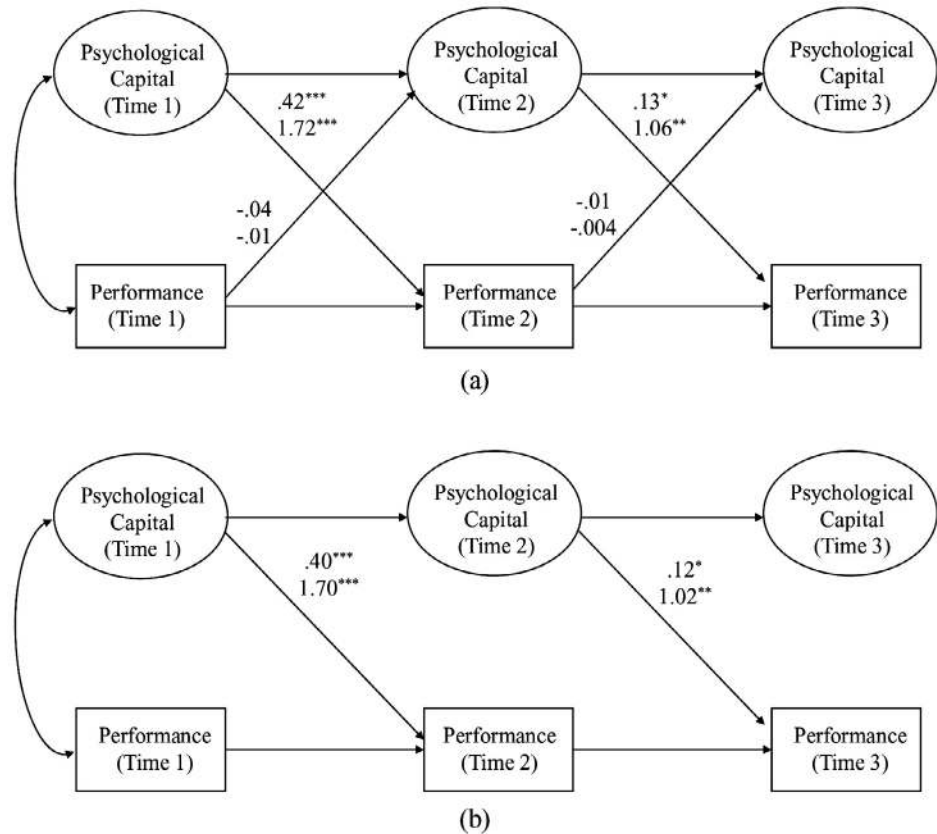 Psychological
Capital
(Time 1)
Psychological
Capital
(Time 2)
Psychological
Capital
(Time 3)
.42***
1.72***
.13*
1.06**
-.04
-.01
-.01
-.004
Performance
(Time 1)
Performance
(Time 2)
Performance
(Time 3)
(a)
Psychological
Capital
(Time 1)
Psychological
Capital
(Time 2)
Psychological
Capital
(Time 3)
.40***
1.70***
.12*
1.02**
Performance
(Time 1)
Performance
(Time 2)
Performance
(Time 3)
(b)